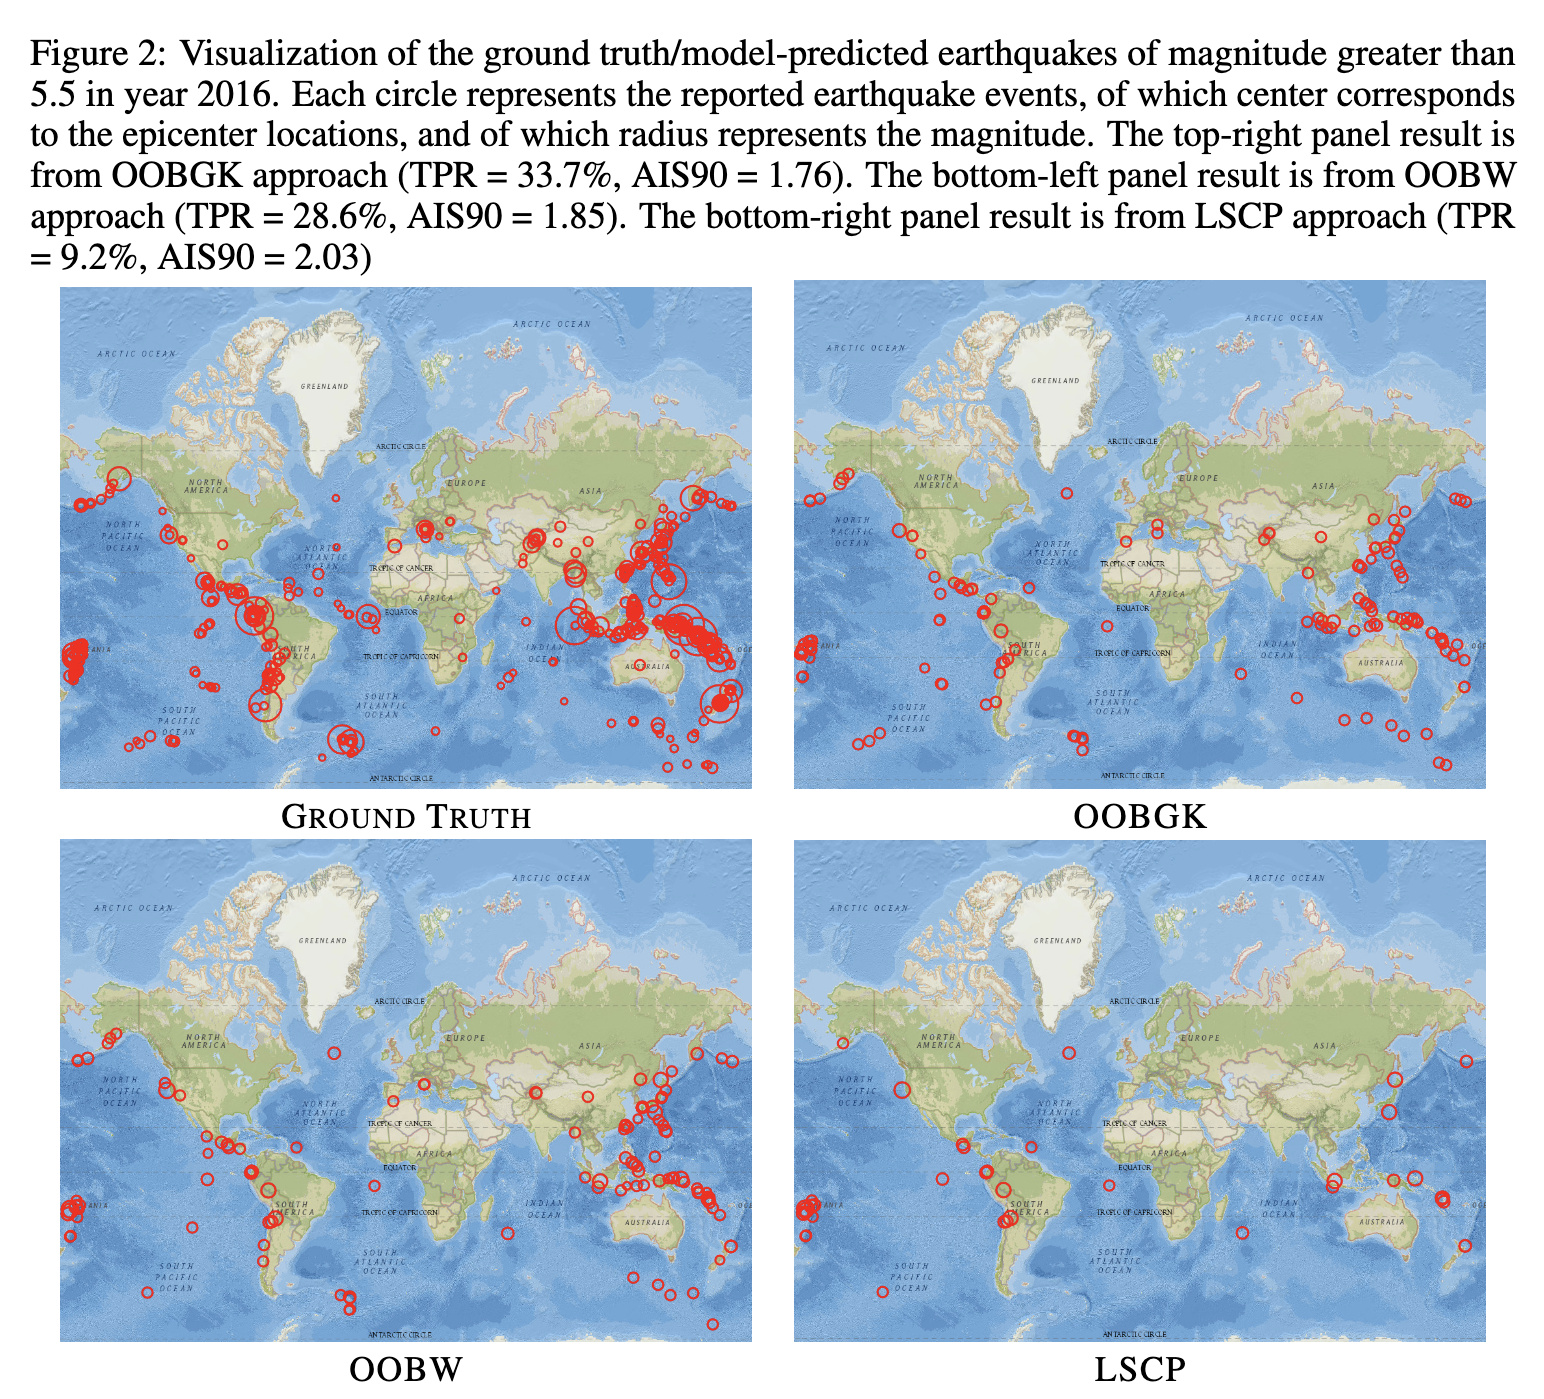 Figure 2: Visualization of the ground truth/model-predicted earthquakes of magnitude greater than
5.5 in year 2016. Each circle represents the reported earthquake events, of which center corresponds
to the epicenter locations, and of which radius represents the magnitude. The top-right panel result is
from OOBGK approach (TPR = 33.7%, AIS90 = 1.76). The bottom-left panel result is from OOBW
approach (TPR = 28.6%, AIS90 = 1.85). The bottom-right panel result is from LSCP approach (TPR
= 9.2%, AIS90 = 2.03)
ARCTIC OCEAN
ARCTIC OCEAN
GREENLAND
ARCTIC CIRCLE
NORTH
AMERICA
EUROPE
ASIA
NORTH
PACIFIC
OCEAN
NORTH
ATLANTIC
OCEAN
TROPIC OF CANCER
AFRICA
EQUATOR
INDIAN
OCEAN
SOUTH
TROPIC OF CAPRICORN
AUSTRALIA
SOUTH
PACIFIC
OCEAN
SOUTH
ATLANTIC
OCEAN
ANTARCTIC CIRCLE
GROUND TRUTH
ARCTIC OCEAN
ARCTIC OCEAN
GREENLAND
ARCTIC CIRCLE
NORTH
AMERICA
EUROPE
ASIA
NORTH
PACIFIC
OCEAN
NORTH
ATLANTIC
OCEAN
TROPIC OF CANCER
AFRICA
EQUATOR
SOUTH
AMERICA
INDIAN
OCEAN
TROPIC OF CAPRICORN
AUSTRALIA
SOUTH
PACIFIC
OCEAN
SOUTH
ATLANTIC
OCEAN
ANTARCTIC CIRCLE
OOBGK
ARCTIC OCEAN
ARCTIC OCEAN
GREENLAND
ARCTIC CIRCLE
NORTH
AMERICA
EUROPE
ASIA
NORTH
PACIFIC
OCEAN
NORTH
ATLANTIC
OCEAN
TROPIC OF CANCER
AFRICA
EQUATOR
SOUTH
AMERICA
INDIAN
OCEAN
TROPIC OF CAPRICORN
AUSTRALIA
SOUTH
PACIFIC
OCEAN
SOUTH
ATLANTIC
OCEAN
ANTARCTIC CIRCLE
OOBW
ARCTIC OCEAN
ARCTIC OCEAN
GREENLAND
ARCTIC CIRCLE
NORTH
AMERICA
EUROPE
ASIA
NORTH
PACIFIC
OCEAN
NORTH
ATLANTIC
OCEAN
TROPIC OF CANCER
AFRICA
EQUATOR
SOUTH
AMERICA
INDIAN
OCEAN
TROPIC OF CAPRICORN
AUSTRALIA
SOUTH
PACIFIC
OCEAN
SOUTH
ATLANTIC
OCEAN
ANTARCTIC CIRCLE
LSCP